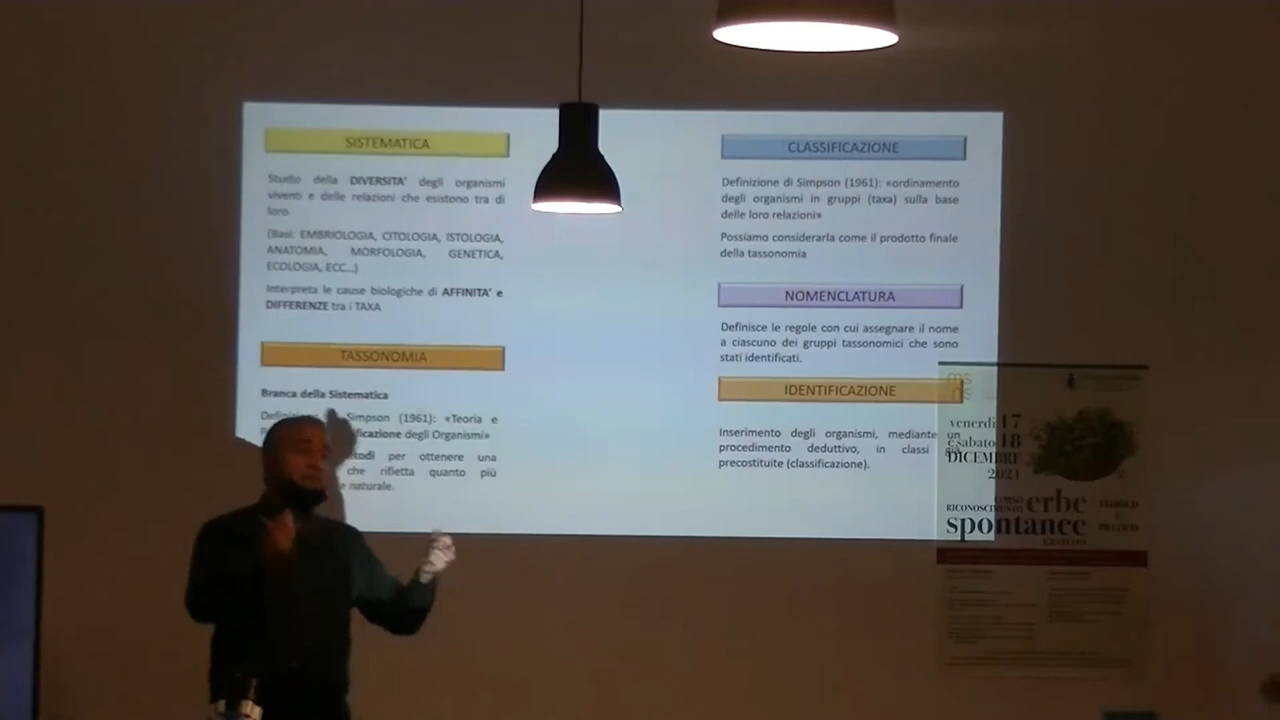 SISTEMATICA
Studio della DIVERSITA' degli organismi
viventi e delle relazioni che esistono tra di
loro
(Basi: EMBRIOLOGIA, CITOLOGIA, ISTOLOGIA,
ANATOMIA, MORFOLOGIA, GENETICA,
ECOLOGIA, ECC...)
Interpreta le cause biologiche di AFFINITA' e
DIFFERENZE tra i TAXA
TASSONOMIA
Branca della Sistematica
Simpson (1961): «Teoria e
degli Organismi»
per ottenere una
che rifletta quanto più
naturale.
CLASSIFICAZIONE
Definizione di Simpson (1961): «ordinamento
degli organismi in gruppi (taxa) sulla base
delle loro relazioni»
Possiamo considerarla come il prodotto finale
della tassonomia
NOMENCLATURA
Definisce le regole con cui assegnare il nome
a ciascuno dei gruppi tassonomici che sono
stati identificati.
IDENTIFICAZIONE
Inserimento degli organismi, mediante un
procedimento deduttivo, in classi già
precostituite (classificazione).
venerdì 17
e sabato 18
DICEMBRE
2021
CORSO
RICONOSCIMENTO
erbe
spontanee
GRATUITO
TEORICO
E
PRATICO